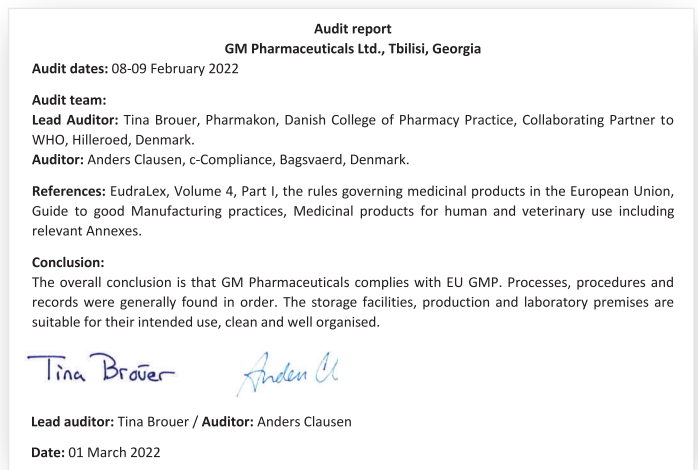 Audit report
GM Pharmaceuticals Ltd., Tbilisi, Georgia
Audit dates: 08-09 February 2022
Audit team:
Lead Auditor: Tina Brouer, Pharmakon, Danish College of Pharmacy Practice, Collaborating Partner to
WHO, Hilleroed, Denmark.
Auditor: Anders Clausen, c-Compliance, Bagsvaerd, Denmark.
References: EudraLex, Volume 4, Part I, the rules governing medicinal products in the European Union,
Guide to good Manufacturing practices, Medicinal products for human and veterinary use including
relevant Annexes.
Conclusion:
The overall conclusion is that GM Pharmaceuticals complies with EU GMP. Processes, procedures and
records were generally found in order. The storage facilities, production and laboratory premises are
suitable for their intended use, clean and well organised.
Tina Brouer
Lead auditor: Tina Brouer / Auditor: Anders Clausen
Date: 01 March 2022